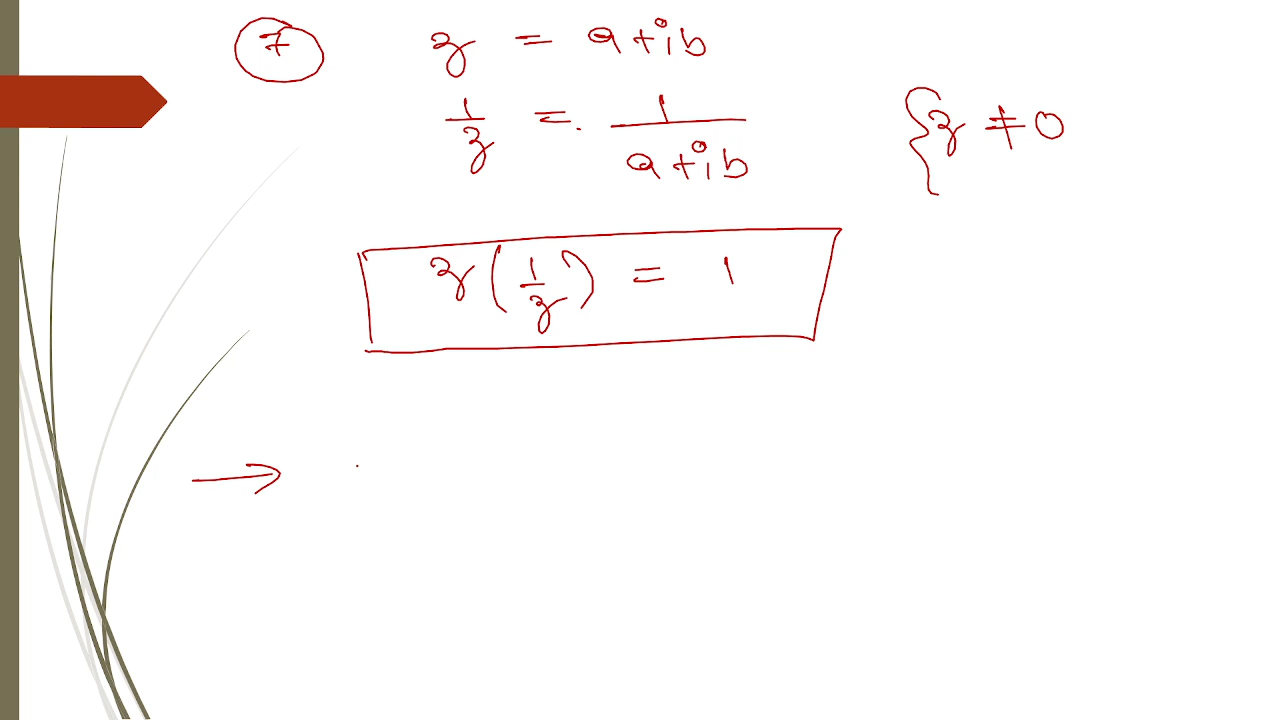 7 z = a+ib
1/z = 1/(a+ib) { z ≠ 0
z(1/z) = 1
→